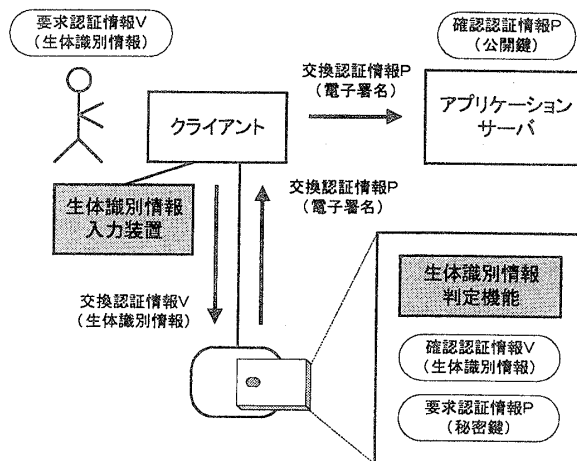 要求認証情報V
(生体識別情報)
確認認証情報P
(公開鍵)
交換認証情報P
(電子署名)
クライアント
アプリケーション
サーバ
生体識別情報
入力装置
交換認証情報P
(電子署名)
交換認証情報V
(生体識別情報)
生体識別情報
判定機能
確認認証情報V
(生体識別情報)
要求認証情報P
(秘密鍵)